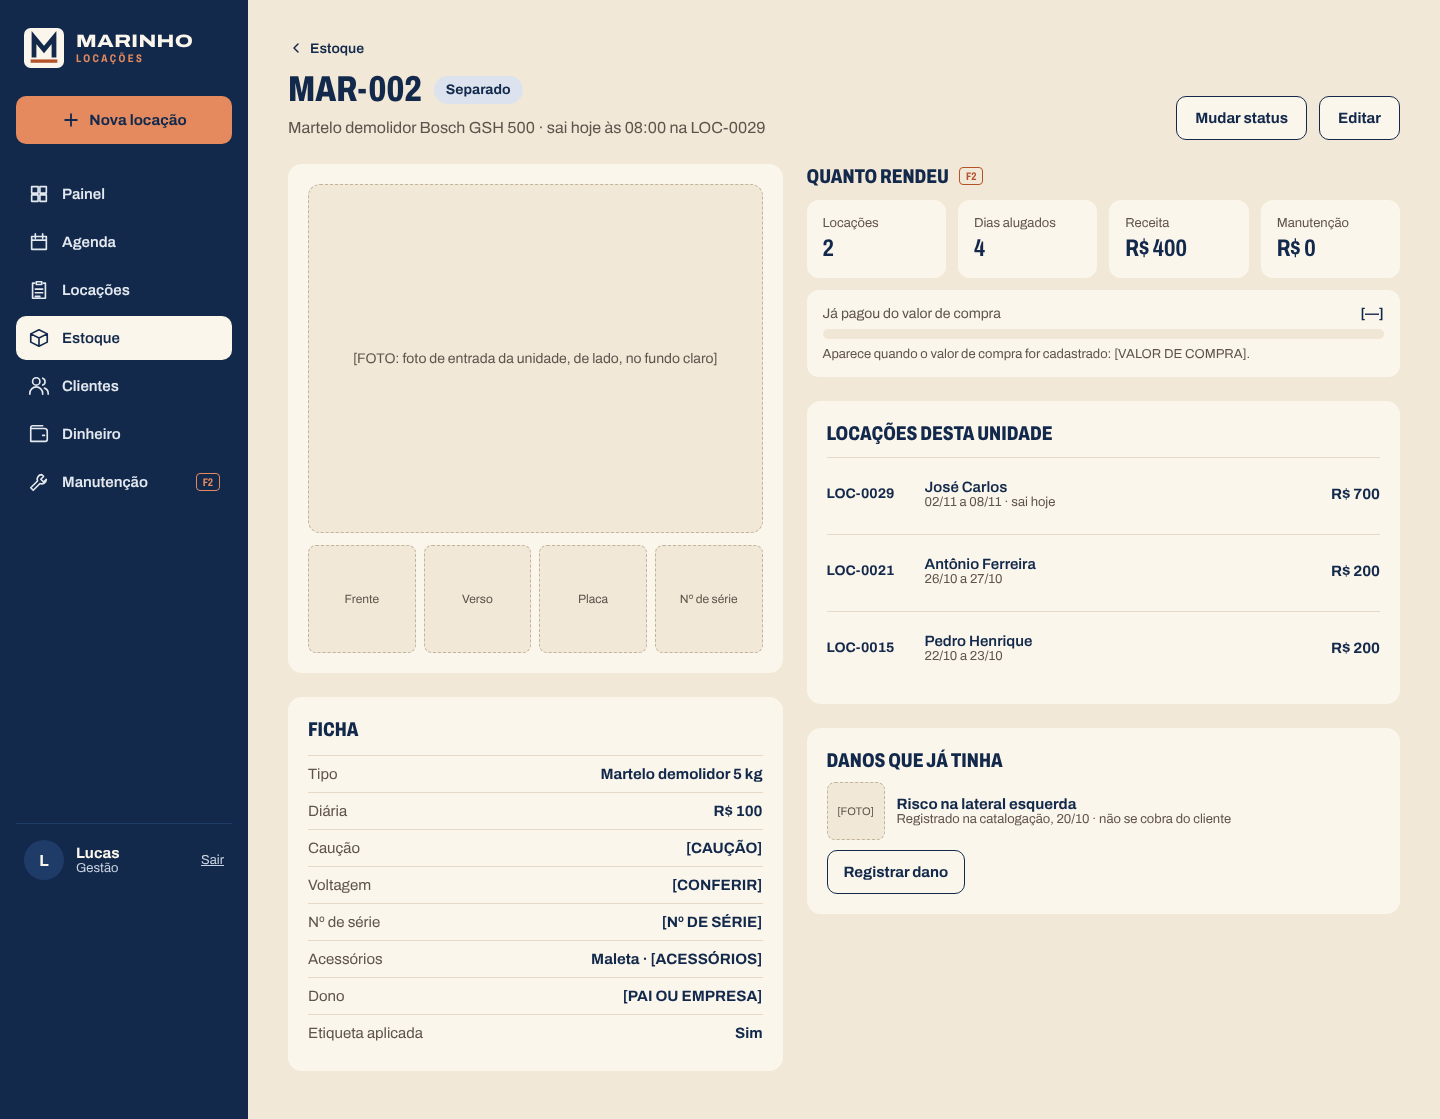 MARINHO
LOCAÇÕES
Nova locação
Painel
Agenda
Locações
Estoque
Clientes
Dinheiro
Manutenção F2
L
Lucas
Gestão
Sair
Estoque
MAR-002 Separado
Martelo demolidor Bosch GSH 500 · sai hoje às 08:00 na LOC-0029
Mudar status
Editar
[FOTO: foto de entrada da unidade, de lado, no fundo claro]
Frente
Verso
Placa
Nº de série
FICHA
Tipo Martelo demolidor 5 kg
Diária R$ 100
Caução [CAUÇÃO]
Voltagem [CONFERIR]
Nº de série [Nº DE SÉRIE]
Acessórios Maleta · [ACESSÓRIOS]
Dono [PAI OU EMPRESA]
Etiqueta aplicada Sim
QUANTO RENDEU F2
Locações
2
Dias alugados
4
Receita
R$ 400
Manutenção
R$ 0
Já pagou do valor de compra [—]
Aparece quando o valor de compra for cadastrado: [VALOR DE COMPRA].
LOCAÇÕES DESTA UNIDADE
LOC-0029
José Carlos
02/11 a 08/11 · sai hoje
R$ 700
LOC-0021
Antônio Ferreira
26/10 a 27/10
R$ 200
LOC-0015
Pedro Henrique
22/10 a 23/10
R$ 200
DANOS QUE JÁ TINHA
[FOTO]
Risco na lateral esquerda
Registrado na catalogação, 20/10 · não se cobra do cliente
Registrar dano